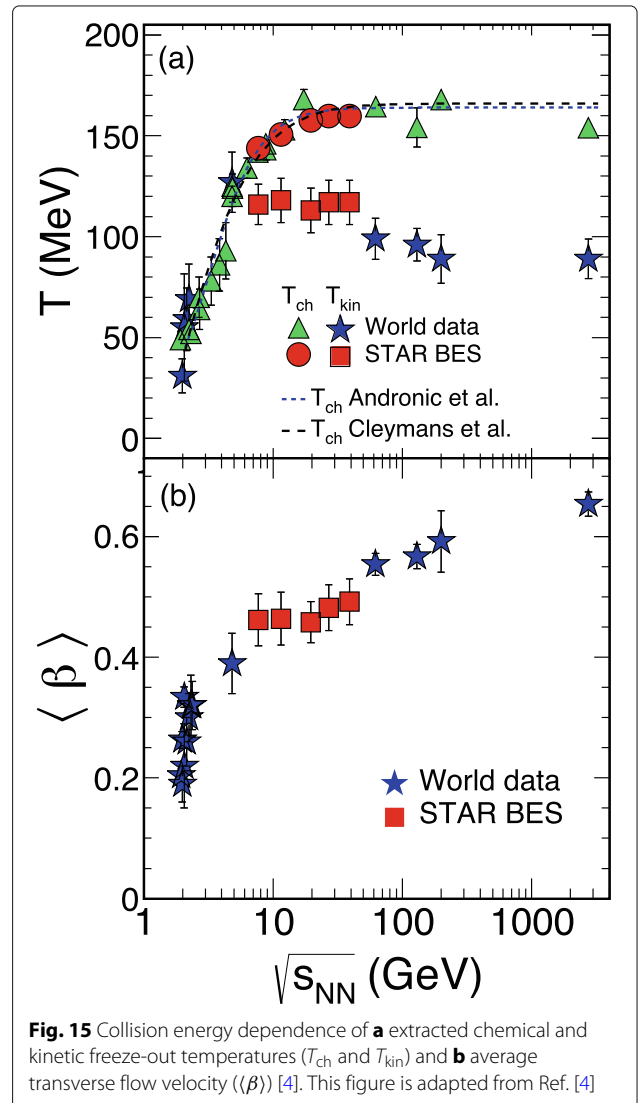 (a)
200
150
100
50
0
T (MeV)
T_ch T_kin
World data
STAR BES
T_ch Andronic et al.
T_ch Cleymans et al.
(b)
0.6
0.4
0.2
0
⟨ β ⟩
World data
STAR BES
1 10 100 1000
√s_NN (GeV)
Fig. 15 Collision energy dependence of a extracted chemical and
kinetic freeze-out temperatures (T_ch and T_kin) and b average
transverse flow velocity (⟨β⟩) [4]. This figure is adapted from Ref. [4]